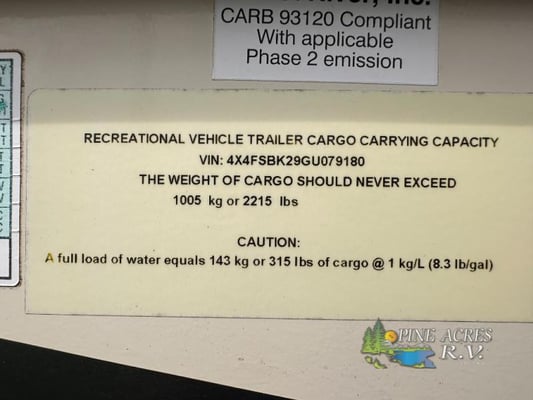 CARB 93120 Compliant
With applicable
Phase 2 emission
RECREATIONAL VEHICLE TRAILER CARGO CARRYING CAPACITY
VIN: 4X4FSBK29GU079180
THE WEIGHT OF CARGO SHOULD NEVER EXCEED
1005 kg or 2215 lbs
CAUTION:
A full load of water equals 143 kg or 315 lbs of cargo @ 1 kg/L (8.3 lb/gal)
PINE ACRES
R.V.